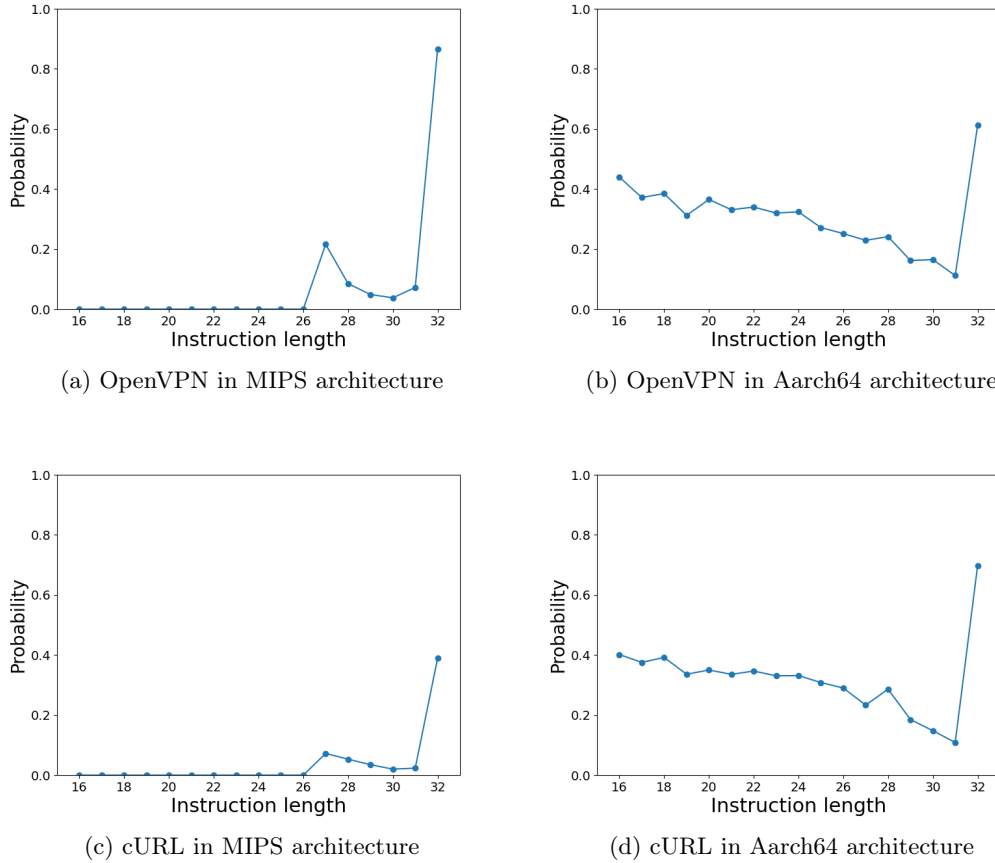 1.0
0.8
0.6
0.4
0.2
0.0
Probability
16 18 20 22 24 26 28 30 32
Instruction length
(a) OpenVPN in MIPS architecture
1.0
0.8
0.6
0.4
0.2
0.0
Probability
16 18 20 22 24 26 28 30 32
Instruction length
(b) OpenVPN in Aarch64 architecture
1.0
0.8
0.6
0.4
0.2
0.0
Probability
16 18 20 22 24 26 28 30 32
Instruction length
(c) cURL in MIPS architecture
1.0
0.8
0.6
0.4
0.2
0.0
Probability
16 18 20 22 24 26 28 30 32
Instruction length
(d) cURL in Aarch64 architecture